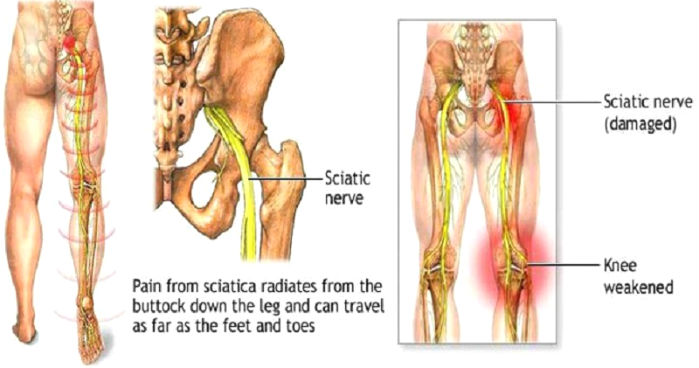 Sciatic
nerve
Pain from sciatica radiates from the
buttock down the leg and can travel
as far as the feet and toes
Sciatic nerve
(damaged)
Knee
weakened